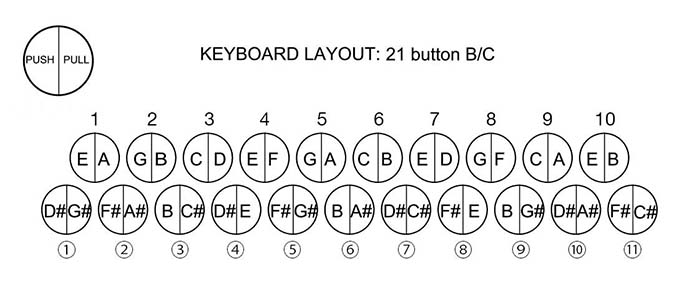 PUSH PULL
KEYBOARD LAYOUT: 21 button B/C
1 2 3 4 5 6 7 8 9 10
E A G B C D E F G A C B E D G F C A E B
D# G# F# A# B C# D# E F# G# B A# D# C# F# E B G# D# A# F# C#
① ② ③ ④ ⑤ ⑥ ⑦ ⑧ ⑨ ⑩ ⑪